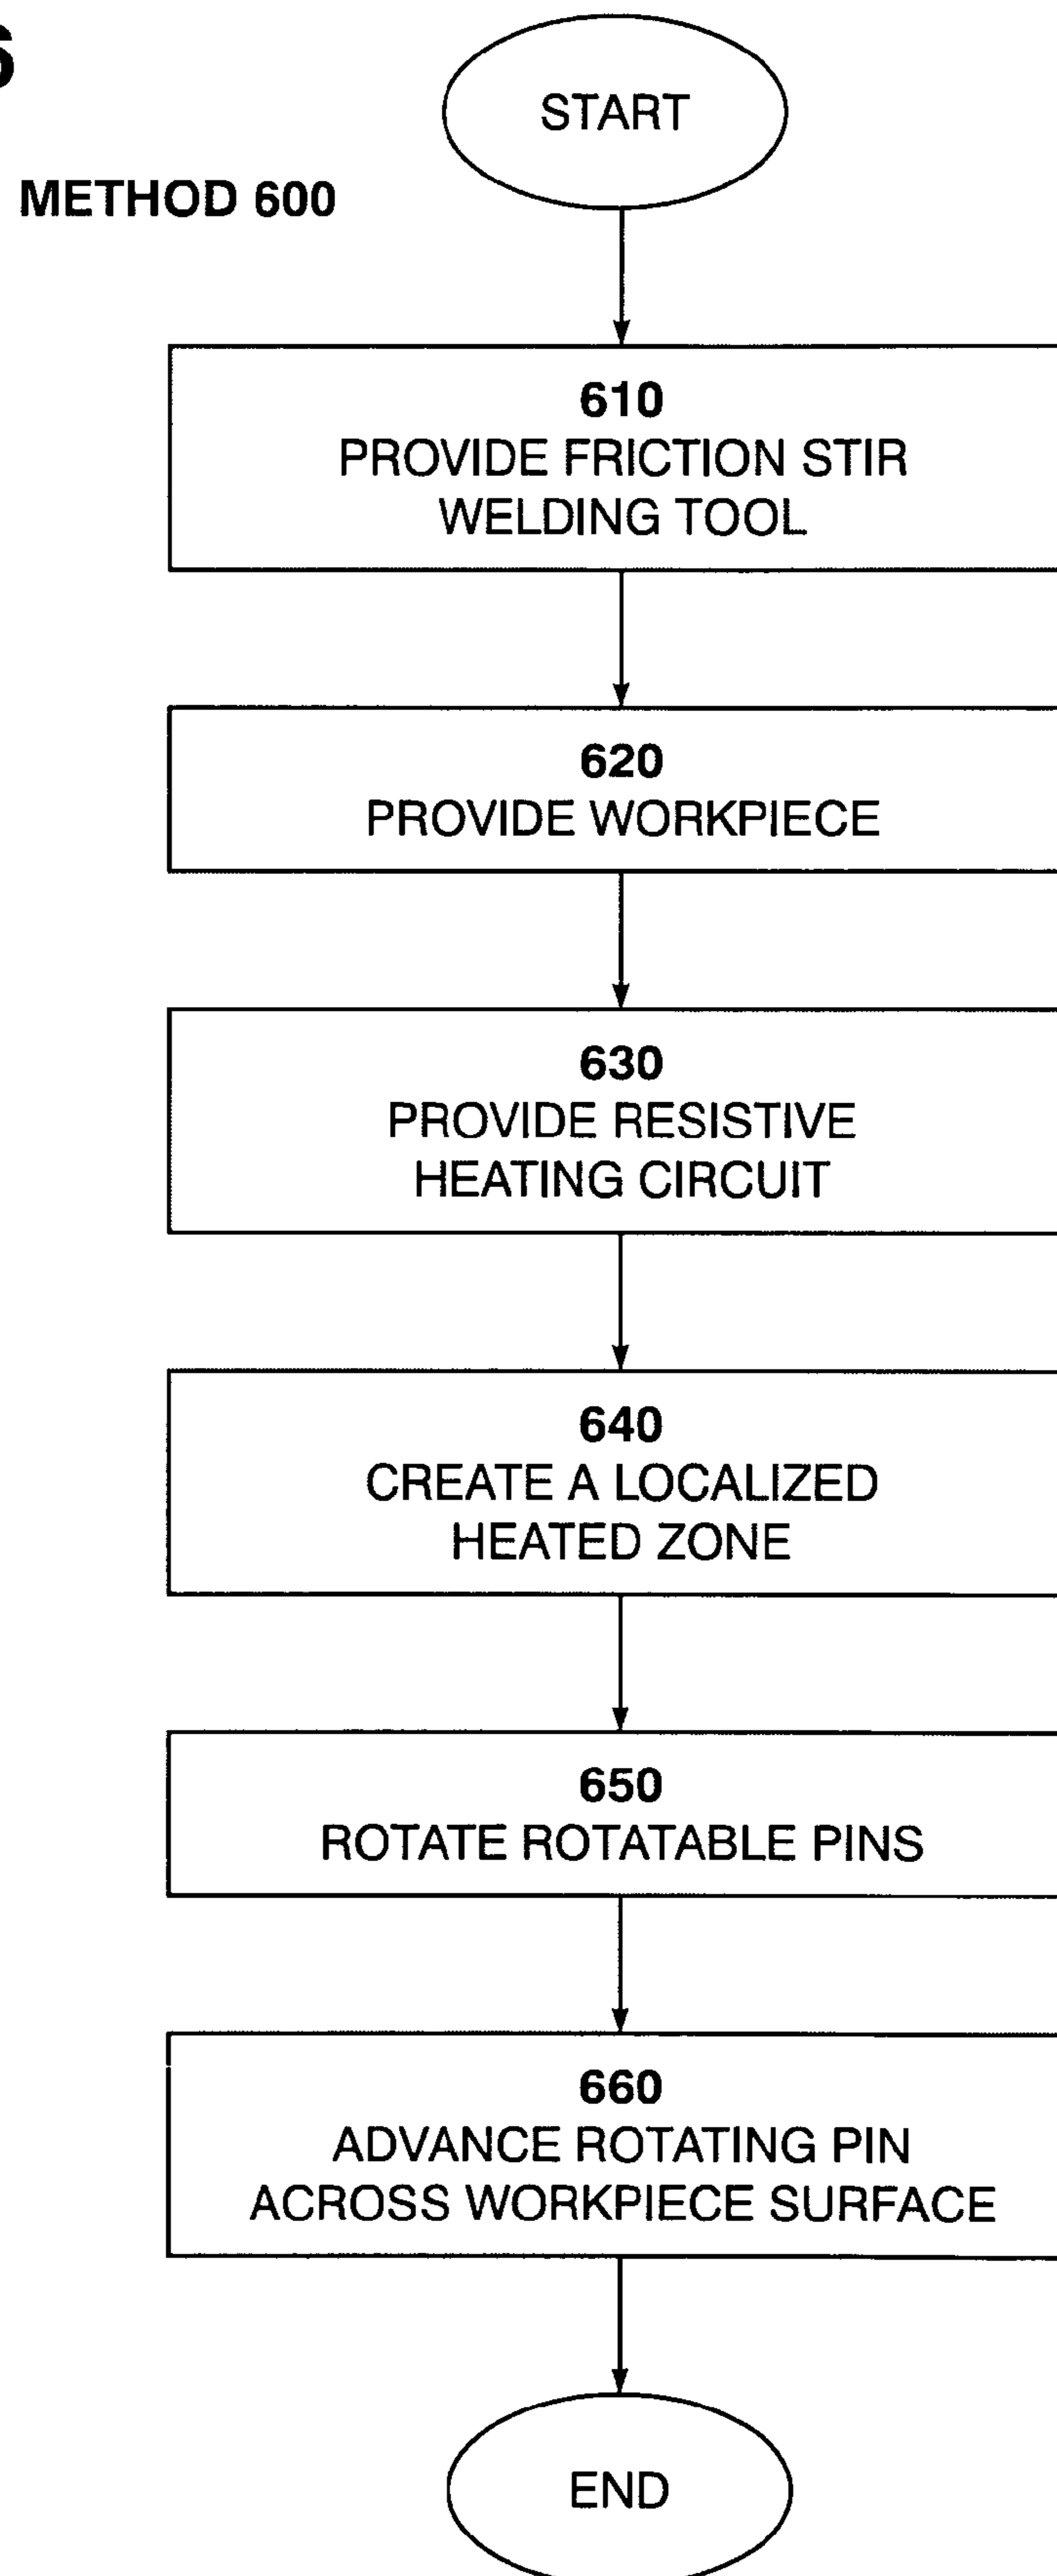 6
START
METHOD 600
610
PROVIDE FRICTION STIR
WELDING TOOL
620
PROVIDE WORKPIECE
630
PROVIDE RESISTIVE
HEATING CIRCUIT
640
CREATE A LOCALIZED
HEATED ZONE
650
ROTATE ROTATABLE PINS
660
ADVANCE ROTATING PIN
ACROSS WORKPIECE SURFACE
END